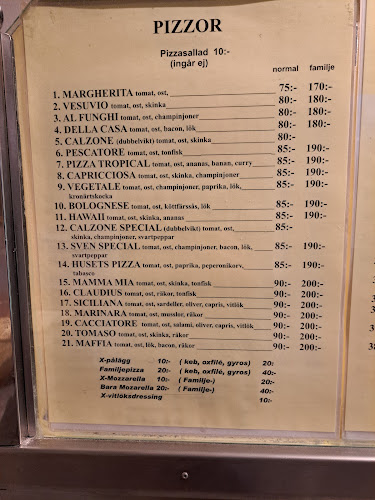 PIZZOR
Pizzasallad 10:-
(ingår ej)
normal familje
1. MARGHERITA tomat, ost, 75:- 170:-
2. VESUVIO tomat, ost, skinka 80:- 180:-
3. AL FUNGHI tomat, ost, champinjoner 80:- 180:-
4. DELLA CASA tomat, ost, bacon, lök 80:- 180:-
5. CALZONE (dubbelvikt) tomat, ost, skinka 80:-
6. PESCATORE tomat, ost, tonfisk 85:- 190:-
7. PIZZA TROPICAL tomat, ost, ananas, banan, curry 85:- 190:-
8. CAPRICCIOSA tomat, ost, skinka, champinjoner 85:- 190:-
9. VEGETALE tomat, ost, champinjoner, paprika, lök, 85:- 190:-
kronärtskocka
10. BOLOGNESE tomat, ost, köttfärssås, lök 85:- 190:-
11. HAWAII tomat, ost, skinka, ananas 85:- 190:-
12. CALZONE SPECIAL (dubbelvikt) tomat, ost, 85:-
skinka, champinjoner, svartpeppar
13. SVEN SPECIAL tomat, ost, champinjoner, bacon, lök, 85:- 190:-
svartpeppar
14. HUSETS PIZZA tomat, ost, paprika, peperonikorv, 85:- 190:-
tabasco
15. MAMMA MIA tomat, ost, skinka, tonfisk 90:- 200:-
16. CLAUDIUS tomat, ost, räkor, tonfisk 90:- 200:-
17. SICILIANA tomat, ost, sardeller, oliver, capris, vitlök 90:- 200:-
18. MARINARA tomat, ost, musslor, räkor 90:- 200:-
19. CACCIATORE tomat, ost, salami, oliver, capris, vitlök 90:- 200:-
20. TOMASO tomat, ost, skinka, räkor 90:- 200:-
21. MAFFIA tomat, ost, lök, bacon, räkor 90:- 200:-
X-pålägg 10:- ( keb, oxfilé, gyros) 20:-
Familjepizza 20:- ( keb, oxfilé, gyros) 40:-
X-Mozzarella 10:- ( Familje-) 20:-
Bara Mozarella 20:- ( Familje-) 40:-
X-vitlöksdressing 10:-